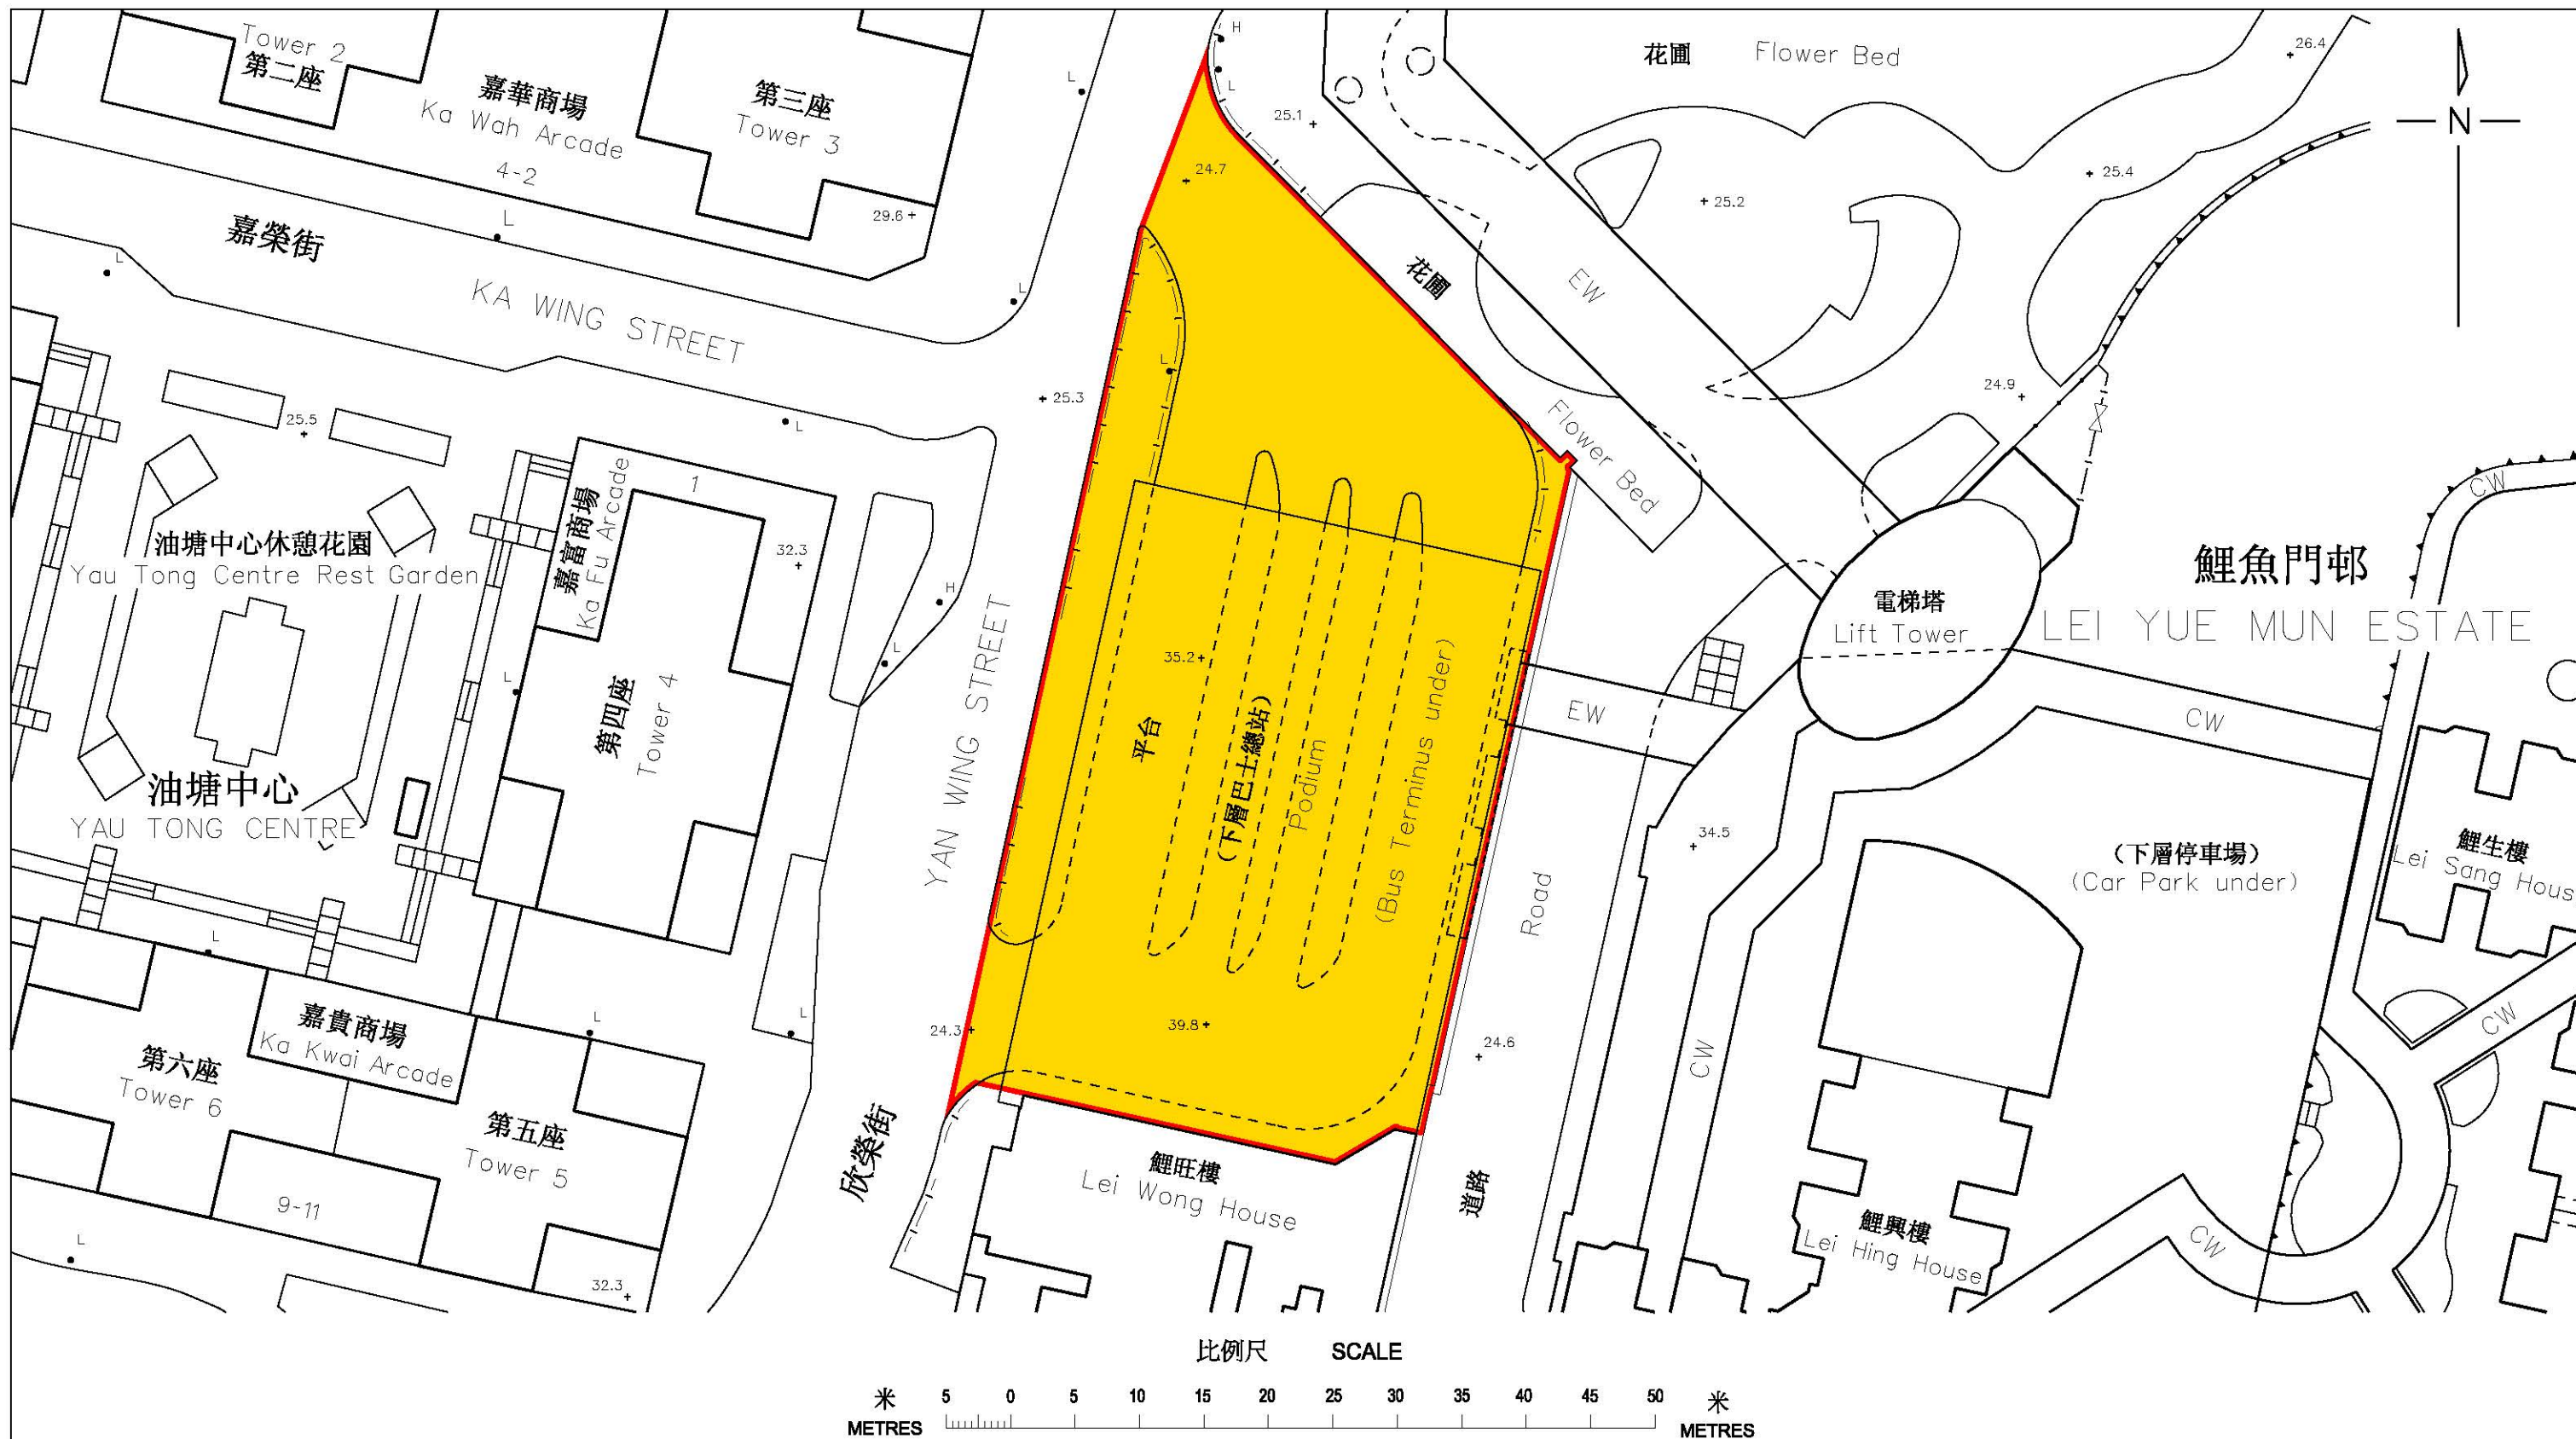 Tower 2
第二座
嘉華商場
Ka Wah Arcade
4-2
第三座
Tower 3
29.6
L
H
L
花圃 Flower Bed
26.4
N
25.1
24.7
25.2
25.4
嘉榮街
KA WING STREET
L
L
L
L
花圃
Flower Bed
EW
24.9
25.3
L
25.5
油塘中心休憩花園
Yau Tong Centre Rest Garden
油塘中心
YAU TONG CENTRE
嘉富商場
Ka Fu Arcade
1
32.3
第四座
Tower 4
L
H
L
YAN WING STREET
欣榮街
35.2
平台
(下層巴士總站)
Podium
(Bus Terminus under)
39.8
24.3
EW
電梯塔
Lift Tower
鯉魚門邨
LEI YUE MUN ESTATE
CW
CW
34.5
Road
道路
24.6
CW
(下層停車場)
(Car Park under)
鯉生樓
Lei Sang Hous
CW
CW
鯉興樓
Lei Hing House
鯉旺樓
Lei Wong House
L
嘉貴商場
Ka Kwai Arcade
第六座
Tower 6
第五座
Tower 5
9-11
L
L
L
32.3
比例尺 SCALE
米 5 0 5 10 15 20 25 30 35 40 45 50 米
METRES METRES